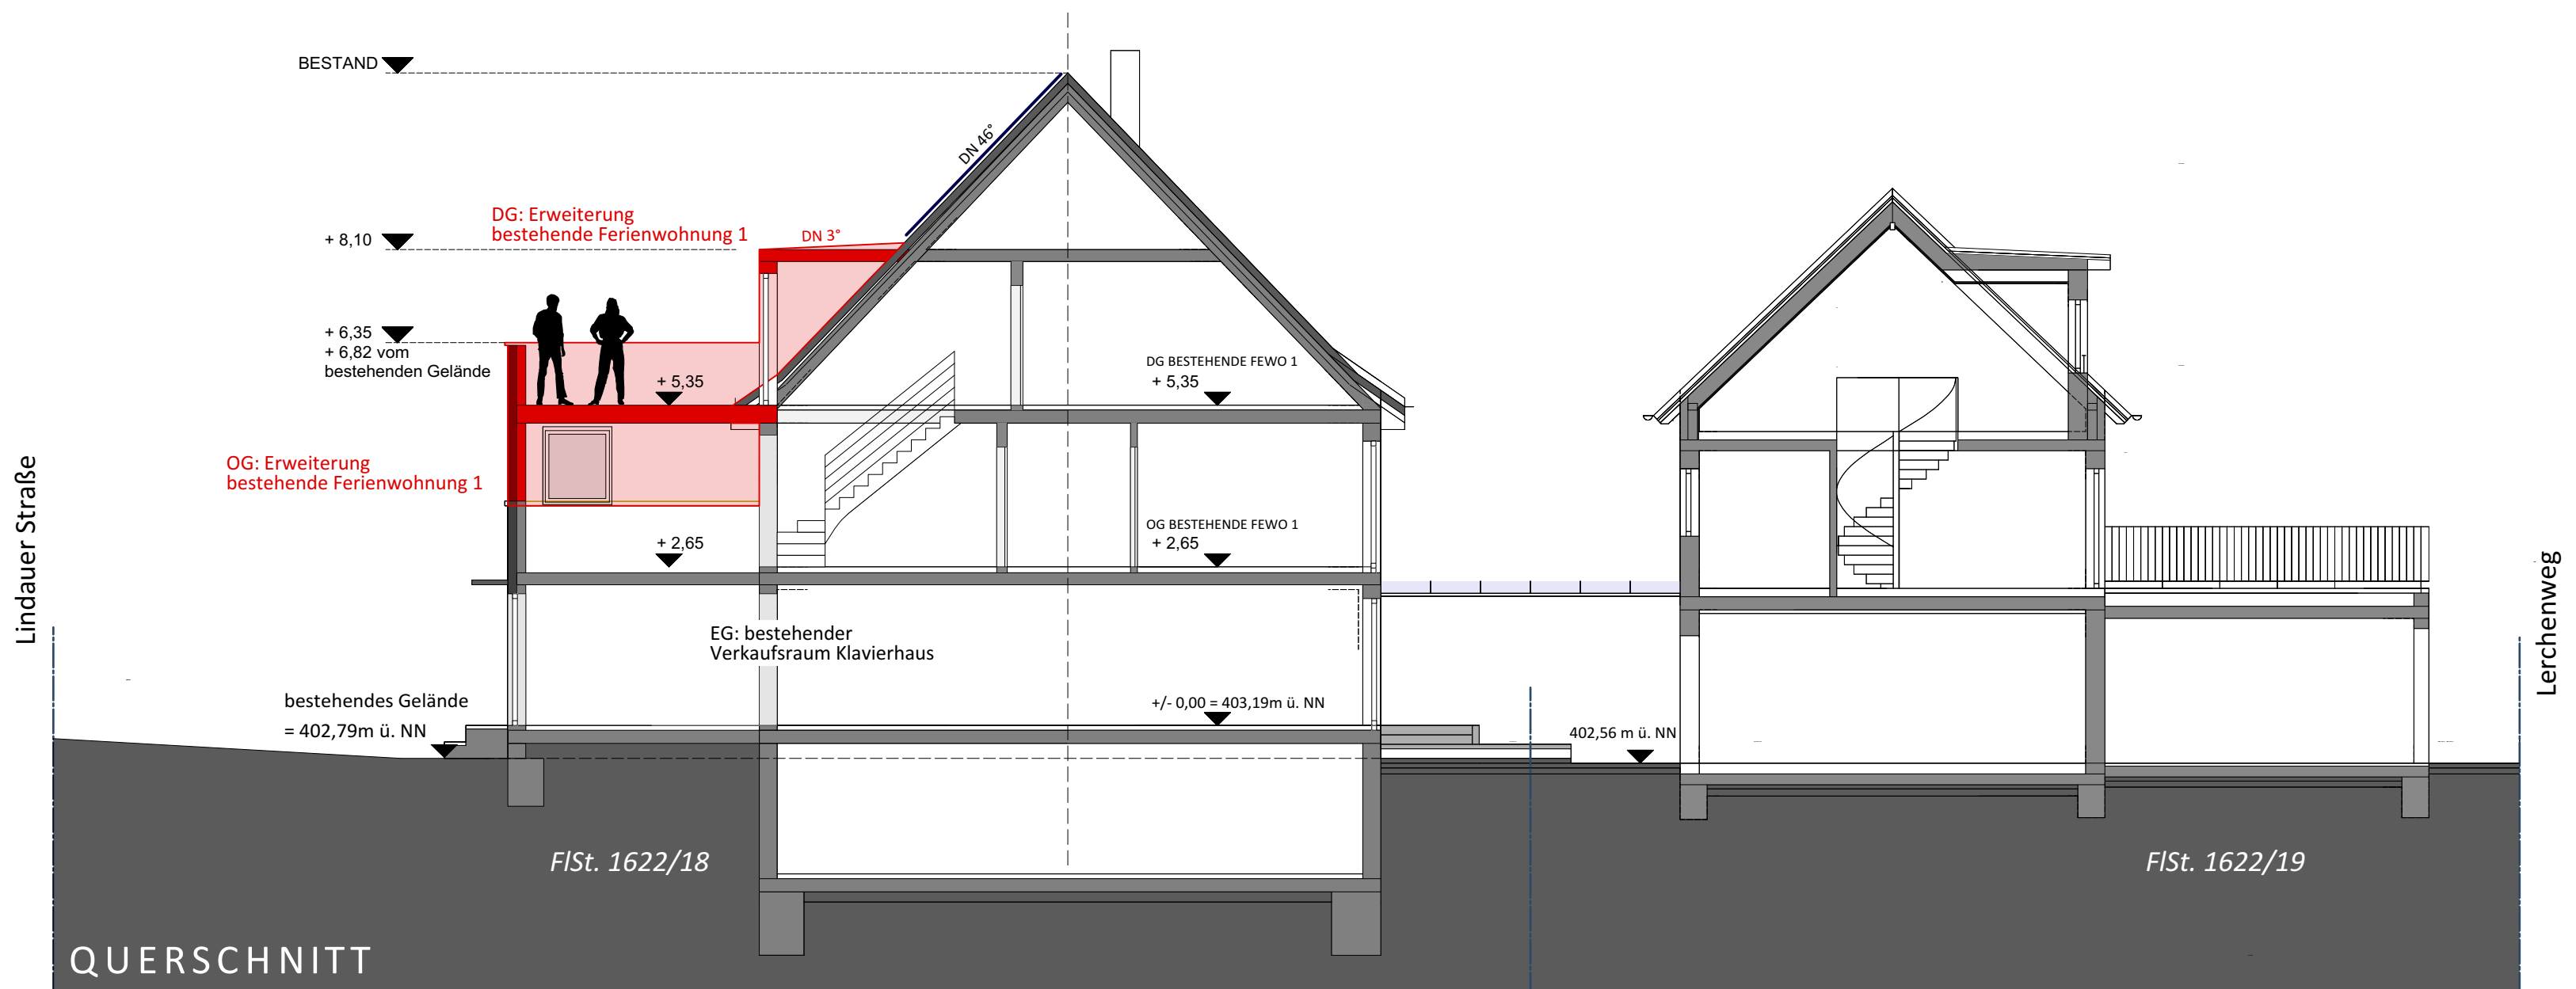 BESTAND
DN 46°
DG: Erweiterung
bestehende Ferienwohnung 1
DN 3°
+ 8,10
+ 6,35
+ 6,82 vom
bestehenden Gelände
+ 5,35
DG BESTEHENDE FEWO 1
+ 5,35
OG: Erweiterung
bestehende Ferienwohnung 1
OG BESTEHENDE FEWO 1
+ 2,65
+ 2,65
Lindauer Straße
Lerchenweg
EG: bestehender
Verkaufsraum Klavierhaus
bestehendes Gelände
= 402,79m ü. NN
+/- 0,00 = 403,19m ü. NN
402,56 m ü. NN
FlSt. 1622/18
FlSt. 1622/19
QUERSCHNITT